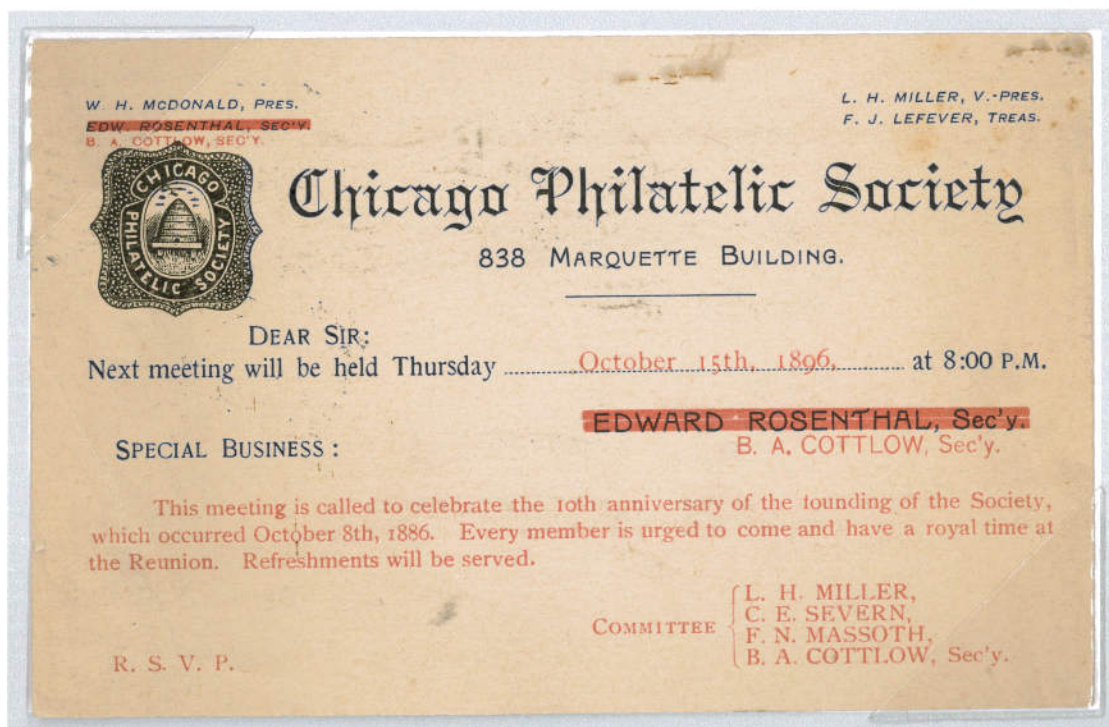 W. H. MCDONALD, PRES.
EDW. ROSENTHAL, SEC'Y.
B. A. COTTLOW, SEC'Y.
L. H. MILLER, V.-PRES.
F. J. LEFEVER, TREAS.
CHICAGO PHILATELIC SOCIETY
Chicago Philatelic Society
838 MARQUETTE BUILDING.
DEAR SIR:
Next meeting will be held Thursday October 15th, 1896, at 8:00 P.M.
EDWARD ROSENTHAL, Sec'y.
B. A. COTTLOW, Sec'y.
SPECIAL BUSINESS :
This meeting is called to celebrate the 10th anniversary of the founding of the Society,
which occurred October 8th, 1886. Every member is urged to come and have a royal time at
the Reunion. Refreshments will be served.
COMMITTEE
L. H. MILLER,
C. E. SEVERN,
F. N. MASSOTH,
B. A. COTTLOW, Sec'y.
R. S. V. P.